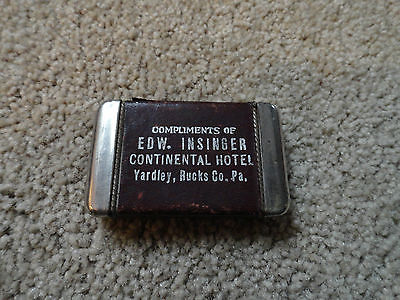 COMPLIMENTS OF
EDW. INSINGER
CONTINENTAL HOTEL
Yardley, Bucks Co. Pa.